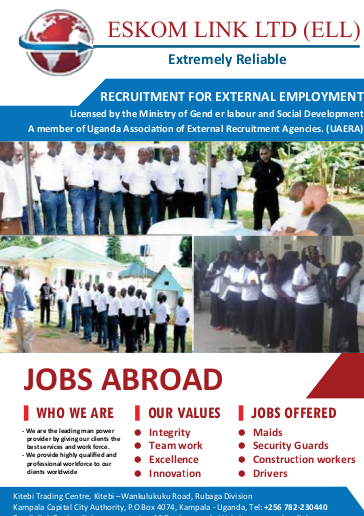 ESKOM LINK LTD (ELL)
Extremely Reliable
RECRUITMENT FOR EXTERNAL EMPLOYMENT
Licensed by the Ministry of Gend er labour and Social Development
A member of Uganda Association of External Recruitment Agencies. (UAERA)
JOBS ABROAD
WHO WE ARE
- We are the leading man power
provider by giving our clients the
best services and work force.
- We provide highly qualified and
professional workforce to our
clients worldwide
OUR VALUES
Integrity
Team work
Excellence
Innovation
JOBS OFFERED
Maids
Security Guards
Construction workers
Drivers
Kitebi Trading Centre, Kitebi –Wankulukuku Road, Rubaga Division
Kampala Capital City Authority, P.O Box 4074, Kampala - Uganda, Tel: +256 782-230440